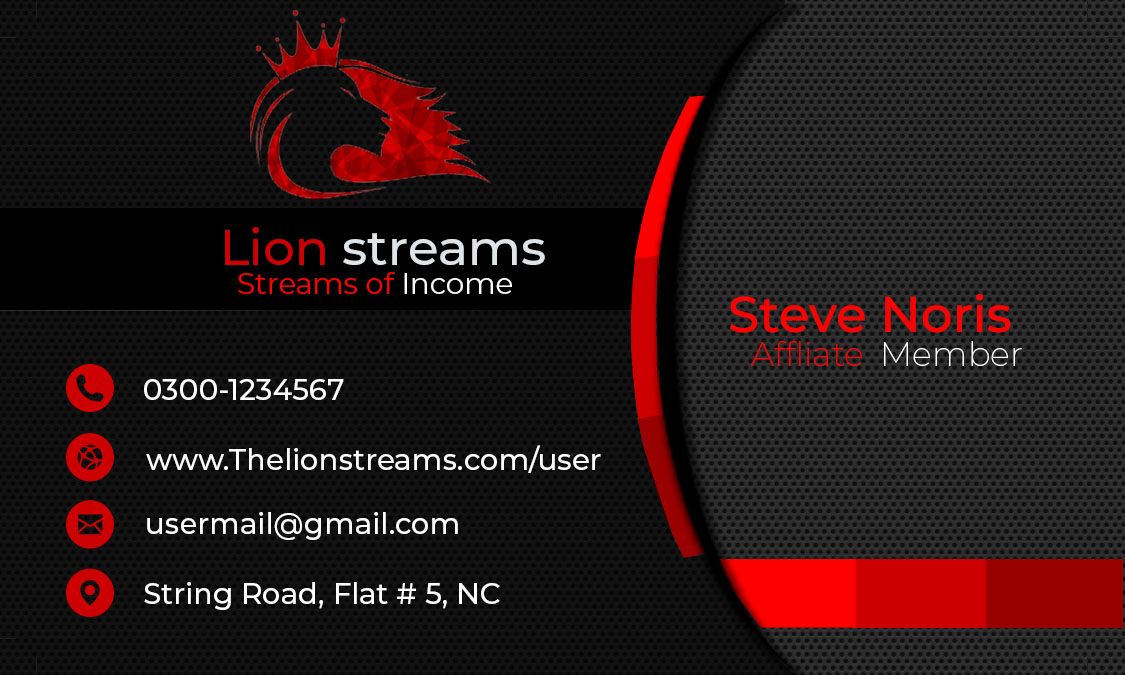 Lion streams
Streams of Income
Steve Noris
Affliate Member
0300-1234567
www.Thelionstreams.com/user
usermail@gmail.com
String Road, Flat # 5, NC